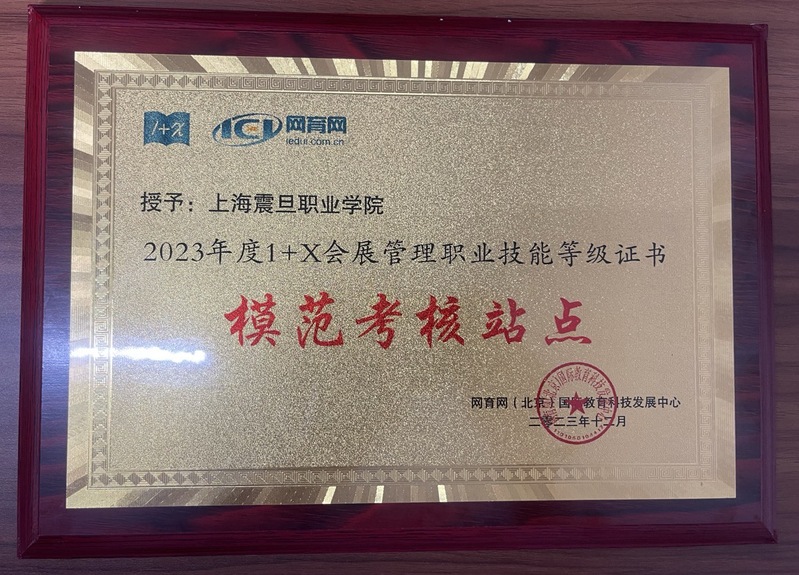 1+x
ICI 网育网
iedui.com.cn
授予：上海震旦职业学院
2023年度1+X会展管理职业技能等级证书
模范考核站点
网育网（北京）国际教育科技发展中心
二零二三年十二月